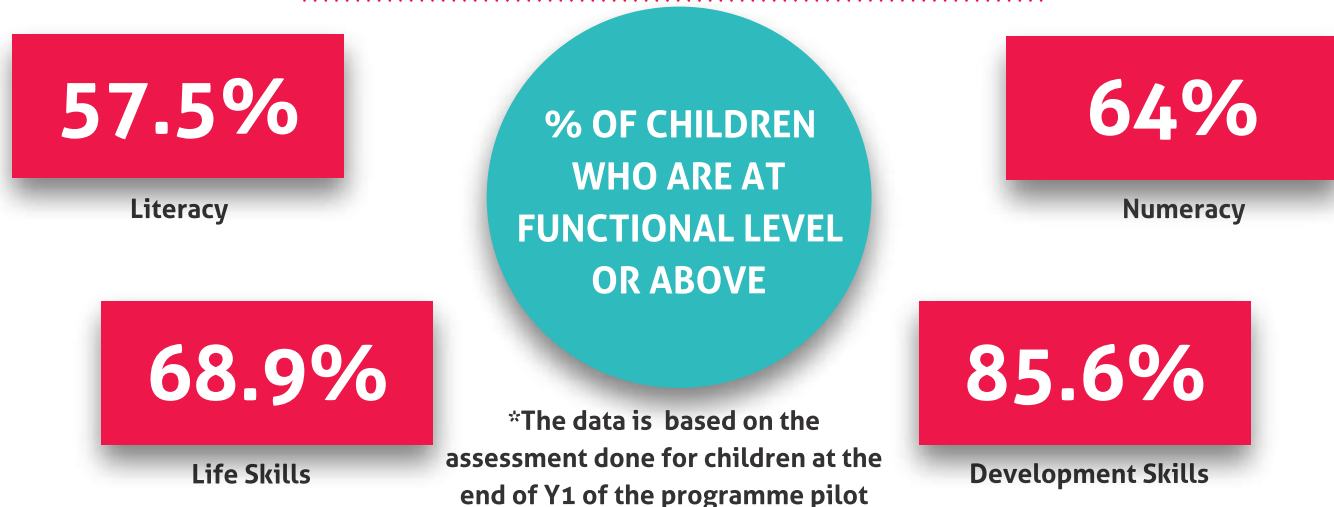 57.5%
Literacy
% OF CHILDREN
WHO ARE AT
FUNCTIONAL LEVEL
OR ABOVE
64%
Numeracy
68.9%
Life Skills
*The data is  based on the
assessment done for children at the
end of Y1 of the programme pilot
85.6%
Development Skills